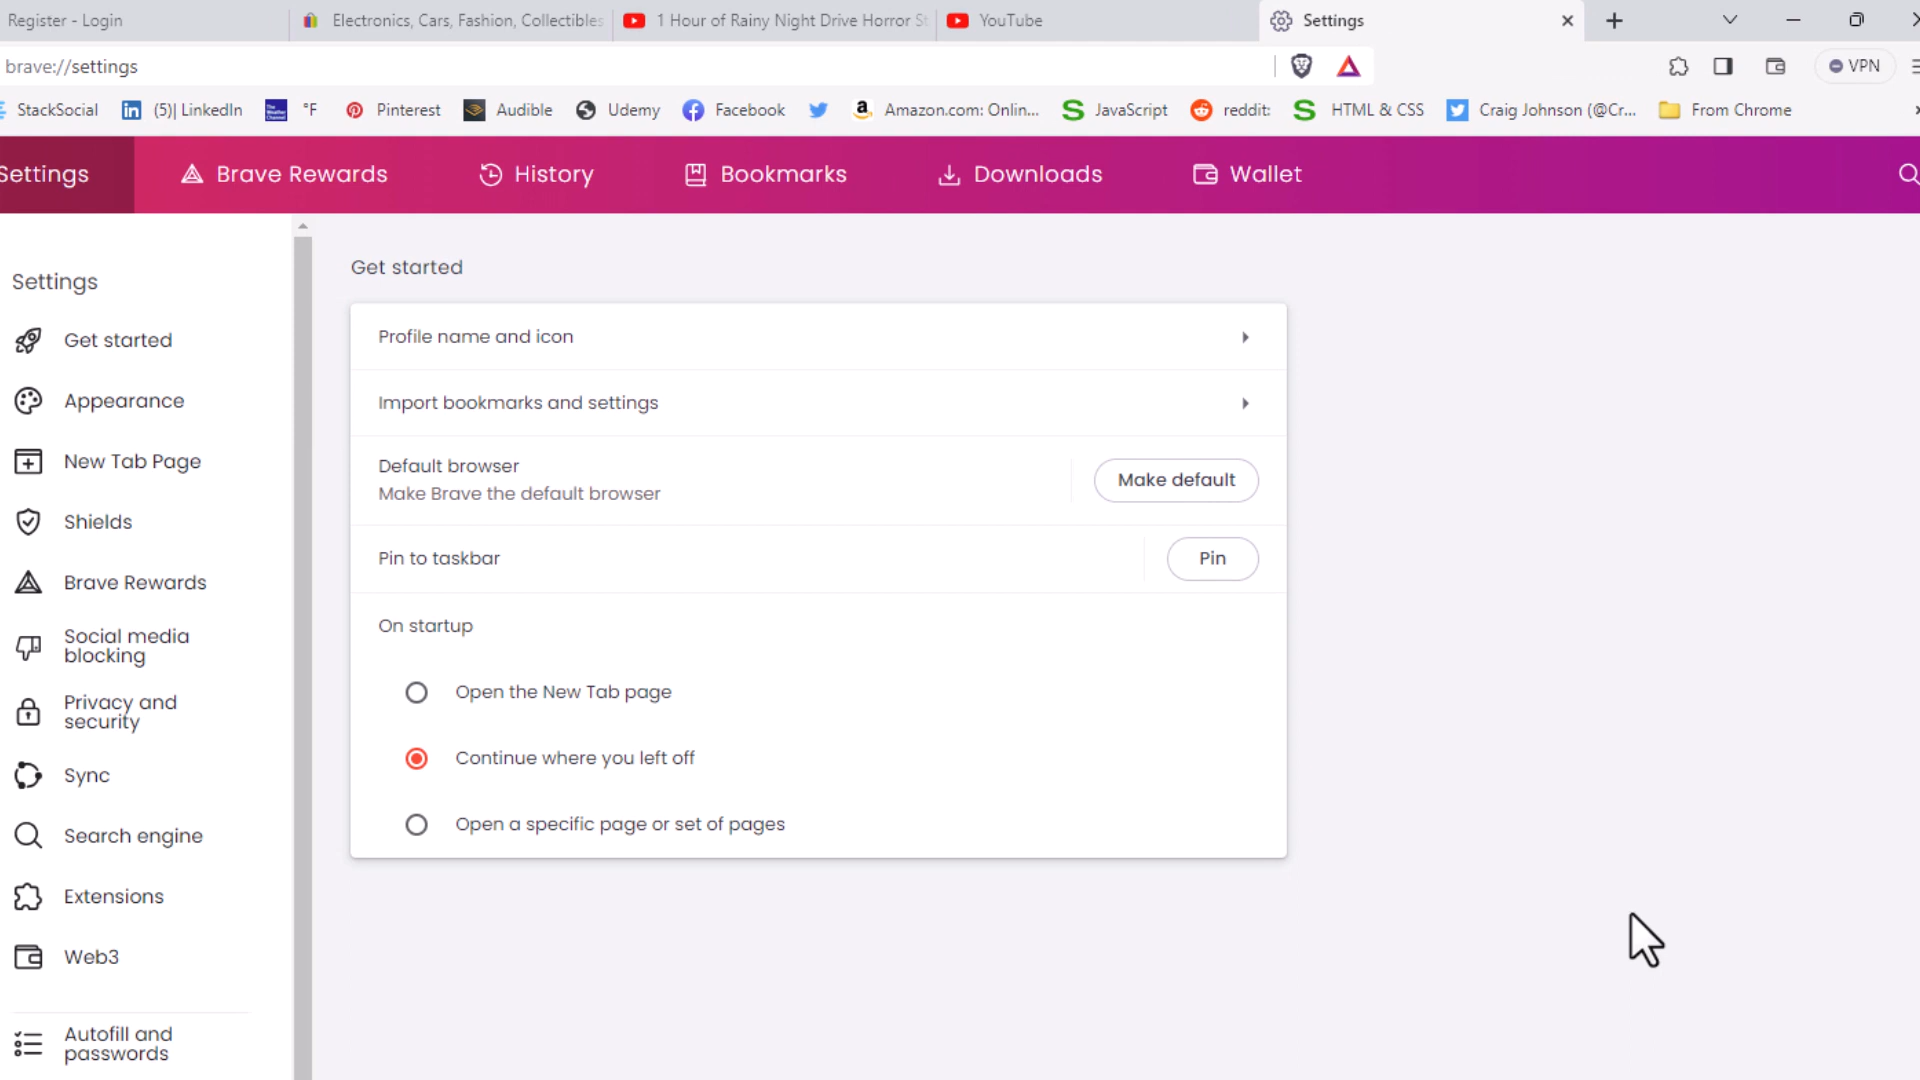 Register - Login
Electronics, Cars, Fashion, Collectibles
1 Hour of Rainy Night Drive Horror St
YouTube
Settings
brave://settings
VPN
StackSocial
(5)| LinkedIn
°F
Pinterest
Audible
Udemy
Facebook
Amazon.com: Onlin...
JavaScript
reddit:
HTML & CSS
Craig Johnson (@Cr...
From Chrome
Settings
Brave Rewards
History
Bookmarks
Downloads
Wallet
Settings
Get started
Appearance
New Tab Page
Shields
Brave Rewards
Social media
blocking
Privacy and
security
Sync
Search engine
Extensions
Web3
Autofill and
passwords
Get started
Profile name and icon
Import bookmarks and settings
Default browser
Make Brave the default browser
Make default
Pin to taskbar
Pin
On startup
Open the New Tab page
Continue where you left off
Open a specific page or set of pages